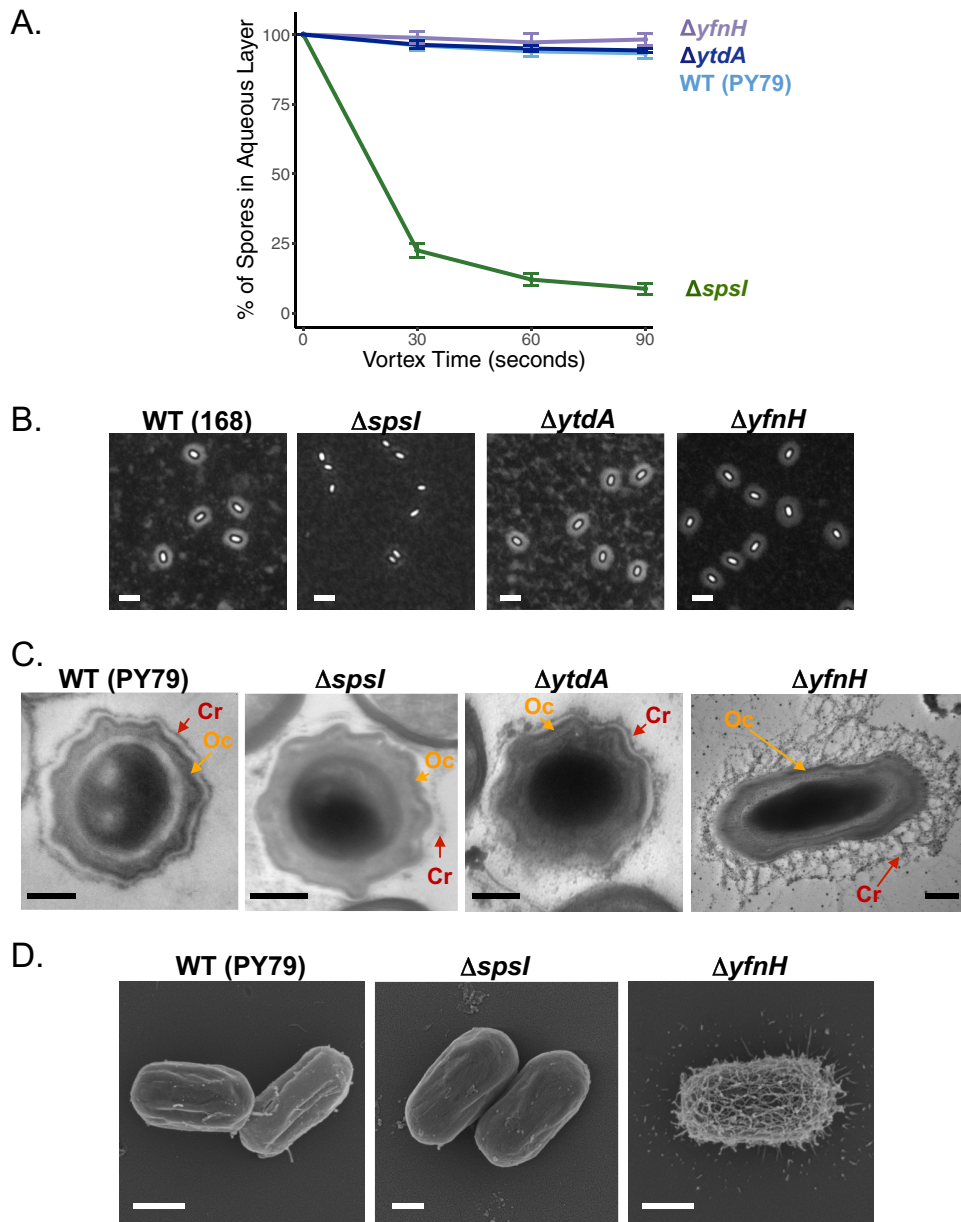 A.
% of Spores in Aqueous Layer
100
75
50
25
0
0 30 60 90
Vortex Time (seconds)
ΔyfnH
ΔytdA
WT (PY79)
ΔspsI
B.
WT (168) ΔspsI ΔytdA ΔyfnH
C.
WT (PY79) ΔspsI ΔytdA ΔyfnH
Cr Oc
Oc Cr
Oc Cr
Oc Cr
D.
WT (PY79) ΔspsI ΔyfnH